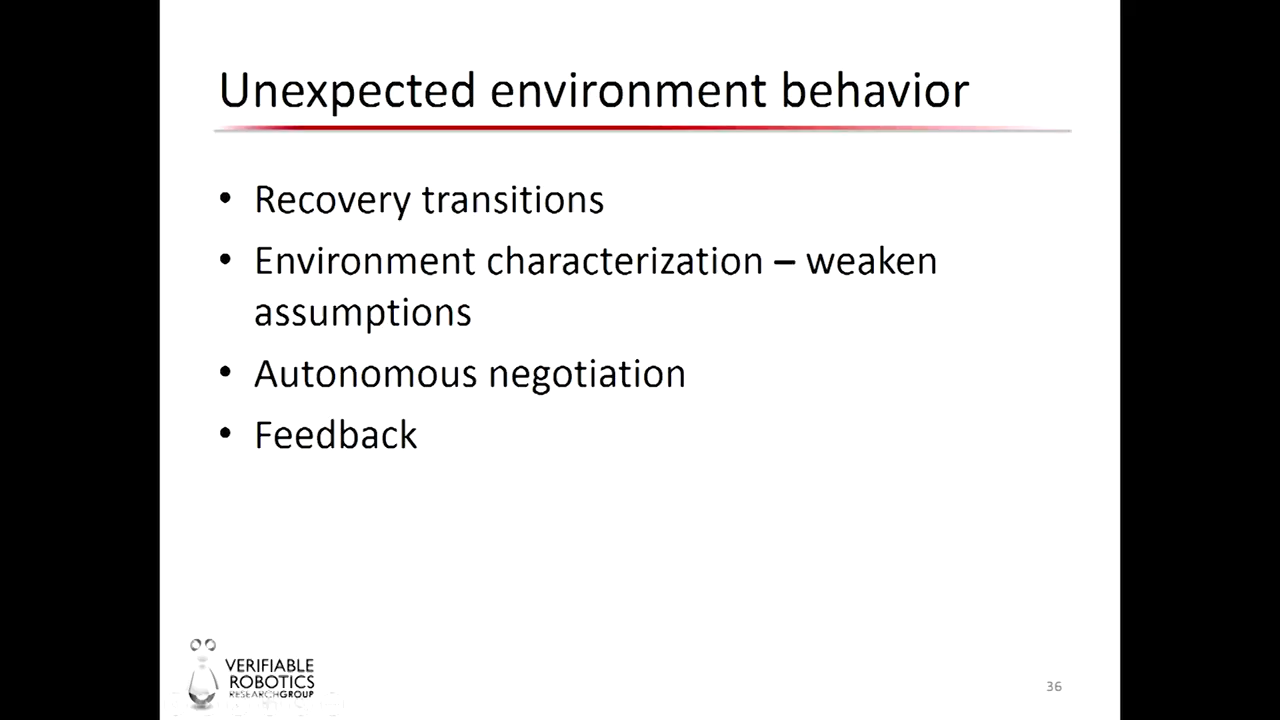 Unexpected environment behavior
• Recovery transitions
• Environment characterization – weaken
assumptions
• Autonomous negotiation
• Feedback
VERIFIABLE
ROBOTICS
RESEARCHGROUP
36